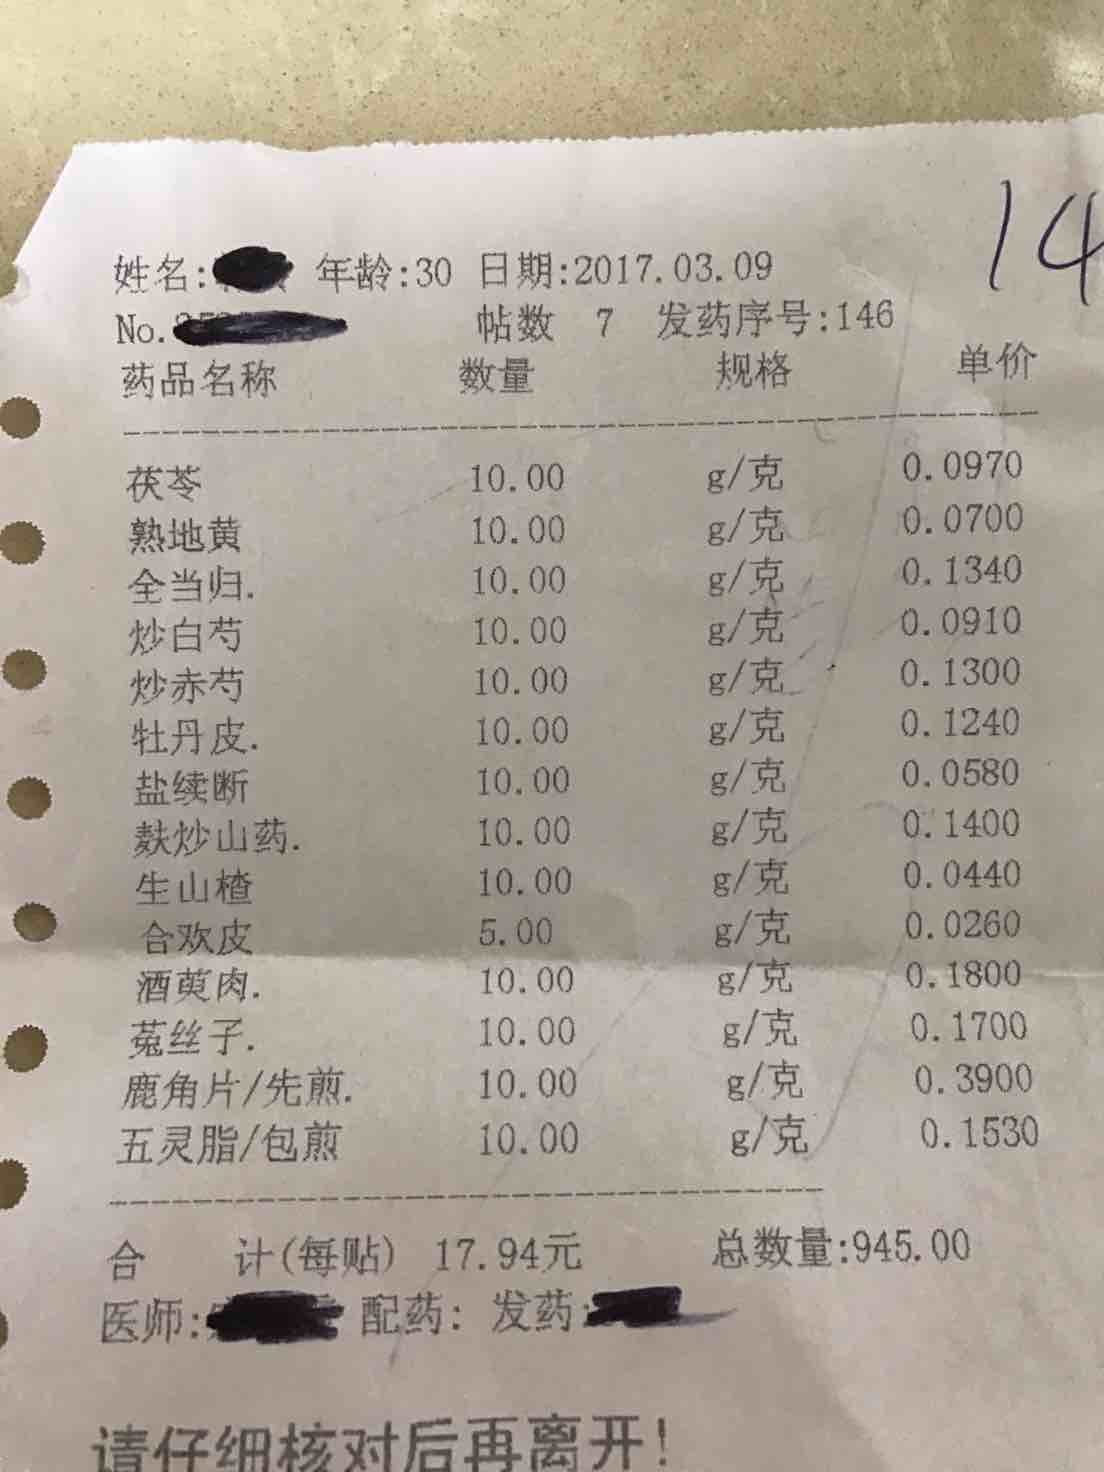 14
姓名: 年龄:30 日期:2017.03.09
No. 帖数 7 发药序号:146
药品名称 数量 规格 单价
茯苓 10.00 g/克 0.0970
熟地黄 10.00 g/克 0.0700
全当归. 10.00 g/克 0.1340
炒白芍 10.00 g/克 0.0910
炒赤芍 10.00 g/克 0.1300
牡丹皮. 10.00 g/克 0.1240
盐续断 10.00 g/克 0.0580
麸炒山药. 10.00 g/克 0.1400
生山楂 10.00 g/克 0.0440
合欢皮 5.00 g/克 0.0260
酒萸肉. 10.00 g/克 0.1800
菟丝子. 10.00 g/克 0.1700
鹿角片/先煎. 10.00 g/克 0.3900
五灵脂/包煎 10.00 g/克 0.1530
合 计(每贴) 17.94元 总数量:945.00
医师: 配药: 发药:
请仔细核对后再离开!